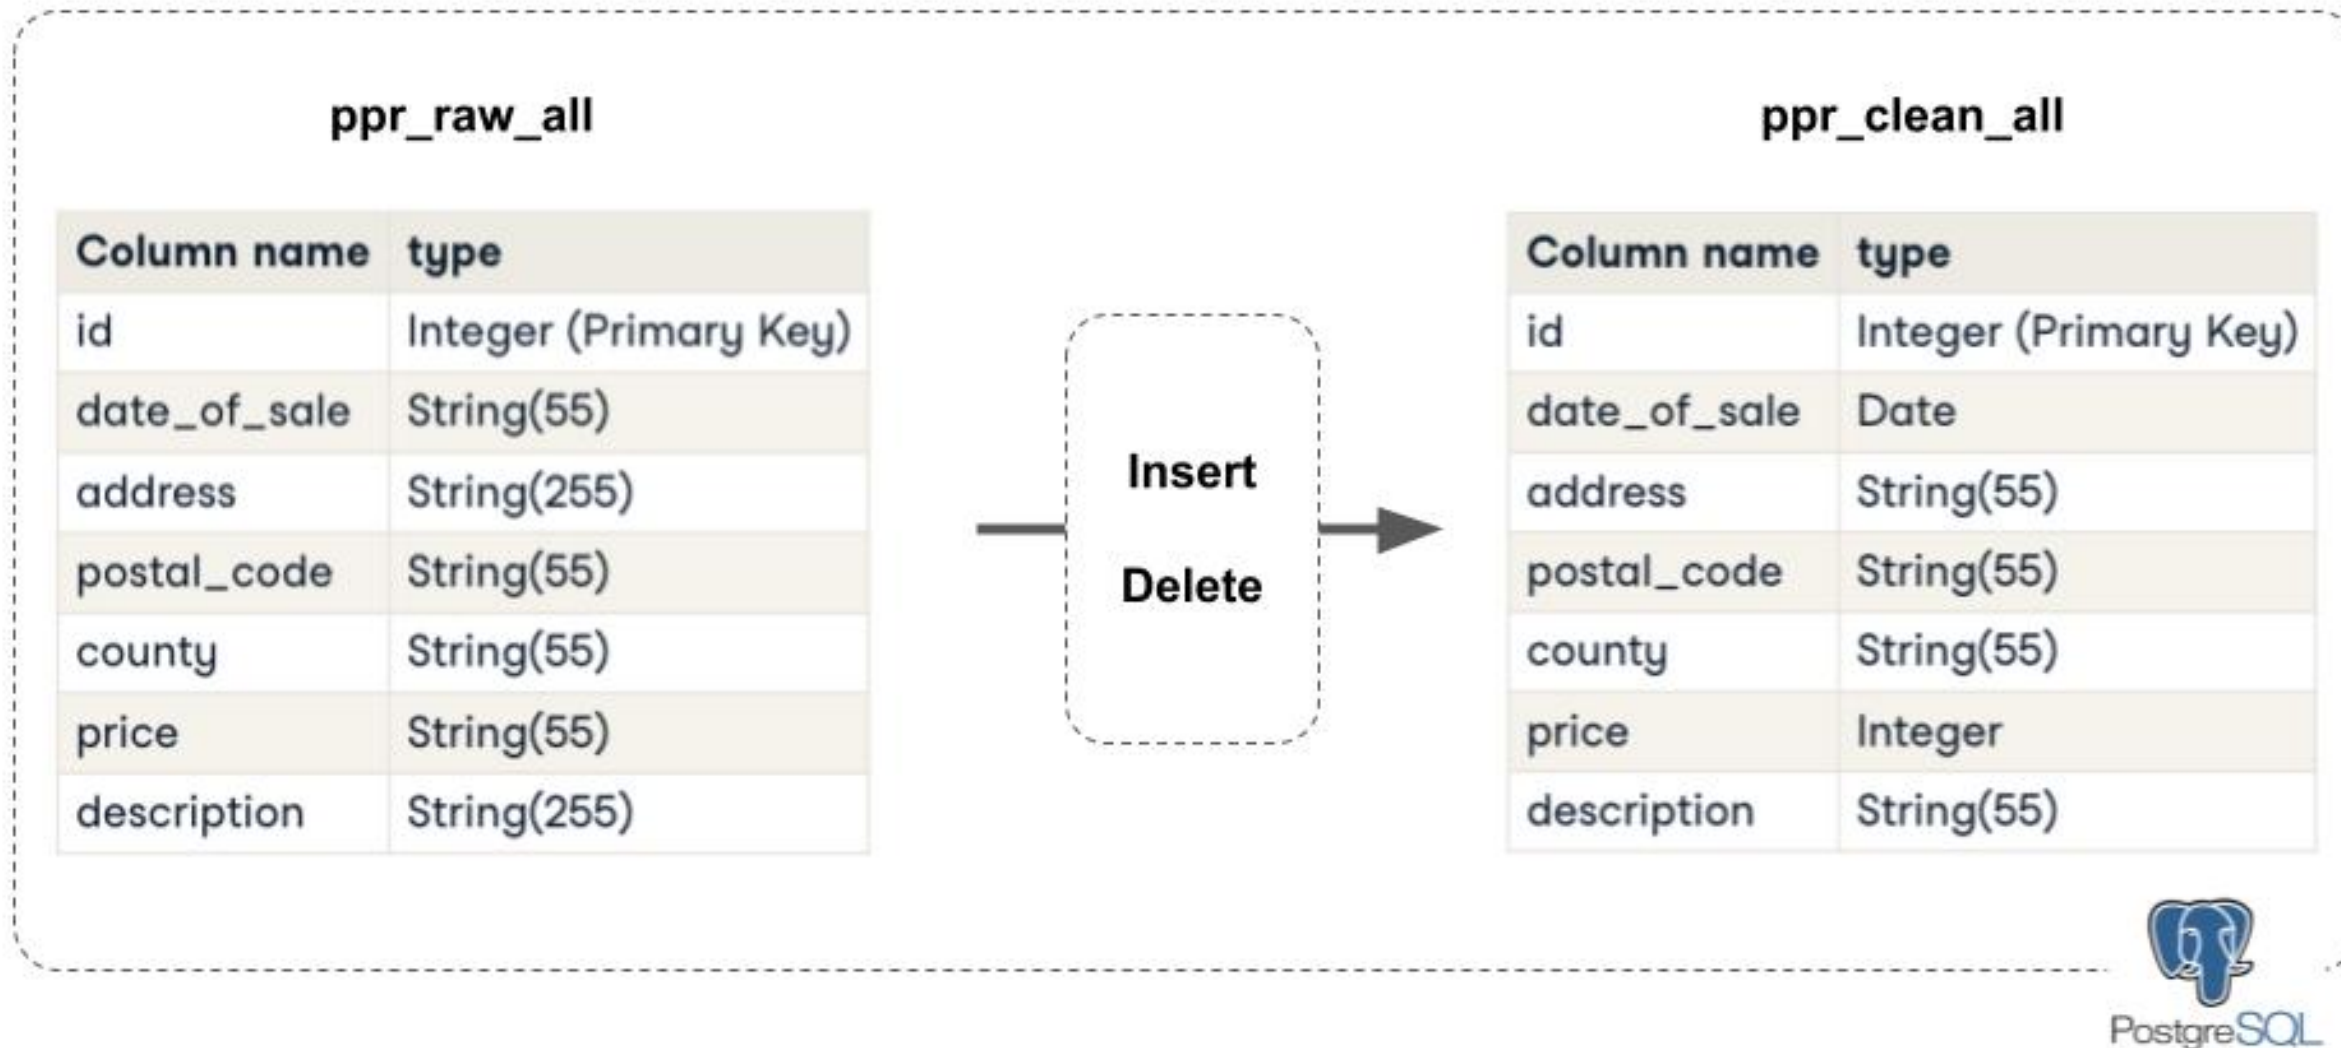 ppr_raw_all
Column name type
id Integer (Primary Key)
date_of_sale String(55)
address String(255)
postal_code String(55)
county String(55)
price String(55)
description String(255)
Insert
Delete
ppr_clean_all
Column name type
id Integer (Primary Key)
date_of_sale Date
address String(55)
postal_code String(55)
county String(55)
price Integer
description String(55)
PostgreSQL